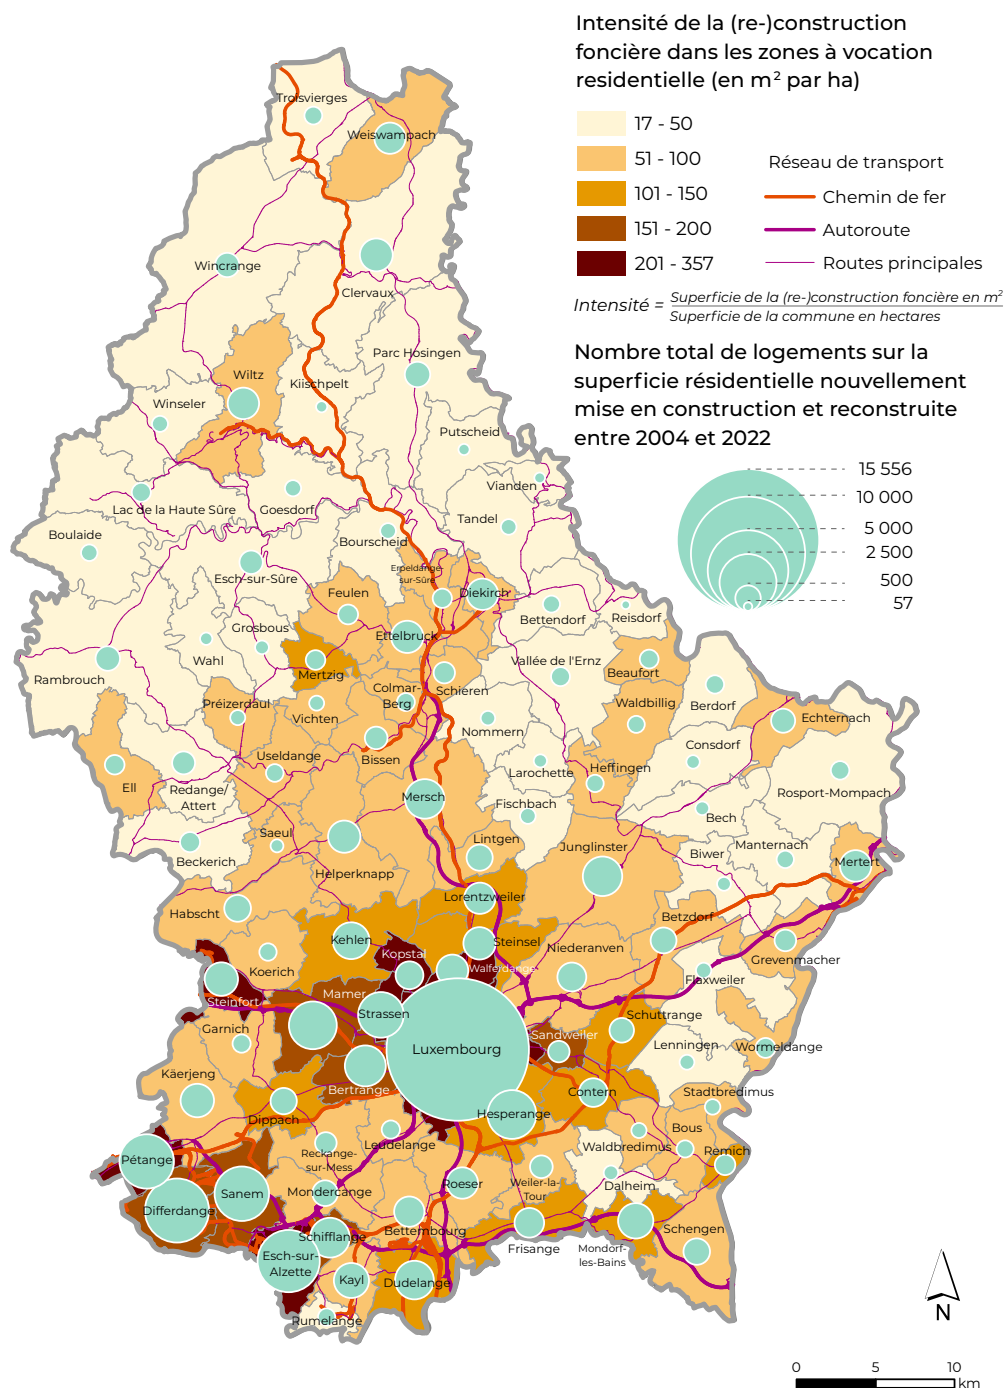 Intensité de la (re-)construction
foncière dans les zones à vocation
residentielle (en m² par ha)
17 - 50
51 - 100
101 - 150
151 - 200
201 - 357
Réseau de transport
Chemin de fer
Autoroute
Routes principales
Intensité = Superficie de la (re-)construction foncière en m²
Superficie de la commune en hectares
Nombre total de logements sur la
superficie résidentielle nouvellement
mise en construction et reconstruite
entre 2004 et 2022
15 556
10 000
5 000
2 500
500
57
Troisvierges
Weiswampach
Wincrange
Clervaux
Parc Hosingen
Wiltz
Kiischpelt
Winseler
Putscheid
Vianden
Lac de la Haute Sûre
Goesdorf
Tandel
Boulaide
Bourscheid
Esch-sur-Sûre
Erpeldange-
sur-Sûre
Feulen
Diekirch
Bettendorf
Reisdorf
Grosbous
Ettelbruck
Wahl
Mertzig
Vallée de l'Ernz
Beaufort
Rambrouch
Colmar-
Berg
Schieren
Préizerdaul
Vichten
Waldbillig
Berdorf
Echternach
Nommern
Consdorf
Useldange
Bissen
Ell
Redange/
Attert
Larochette
Heffingen
Rosport-Mompach
Mersch
Fischbach
Bech
Saeul
Beckerich
Lintgen
Junglinster
Biwer
Manternach
Mertert
Helperknapp
Lorentzweiler
Habscht
Betzdorf
Kehlen
Steinsel
Niederanven
Grevenmacher
Koerich
Kopstal
Walferdange
Flaxweiler
Steinfort
Mamer
Strassen
Schuttrange
Garnich
Sandweiler
Lenningen
Wormeldange
Luxembourg
Käerjeng
Bertrange
Contern
Stadtbredimus
Dippach
Hesperange
Bous
Leudelange
Reckange-
sur-Mess
Waldbredimus
Remich
Pétange
Weiler-la-
Tour
Dalheim
Sanem
Mondercange
Roeser
Differdange
Schifflange
Bettembourg
Schengen
Frisange
Mondorf-
les-Bains
Esch-sur-
Alzette
Kayl
Dudelange
Rumelange
N
0
5
10
km